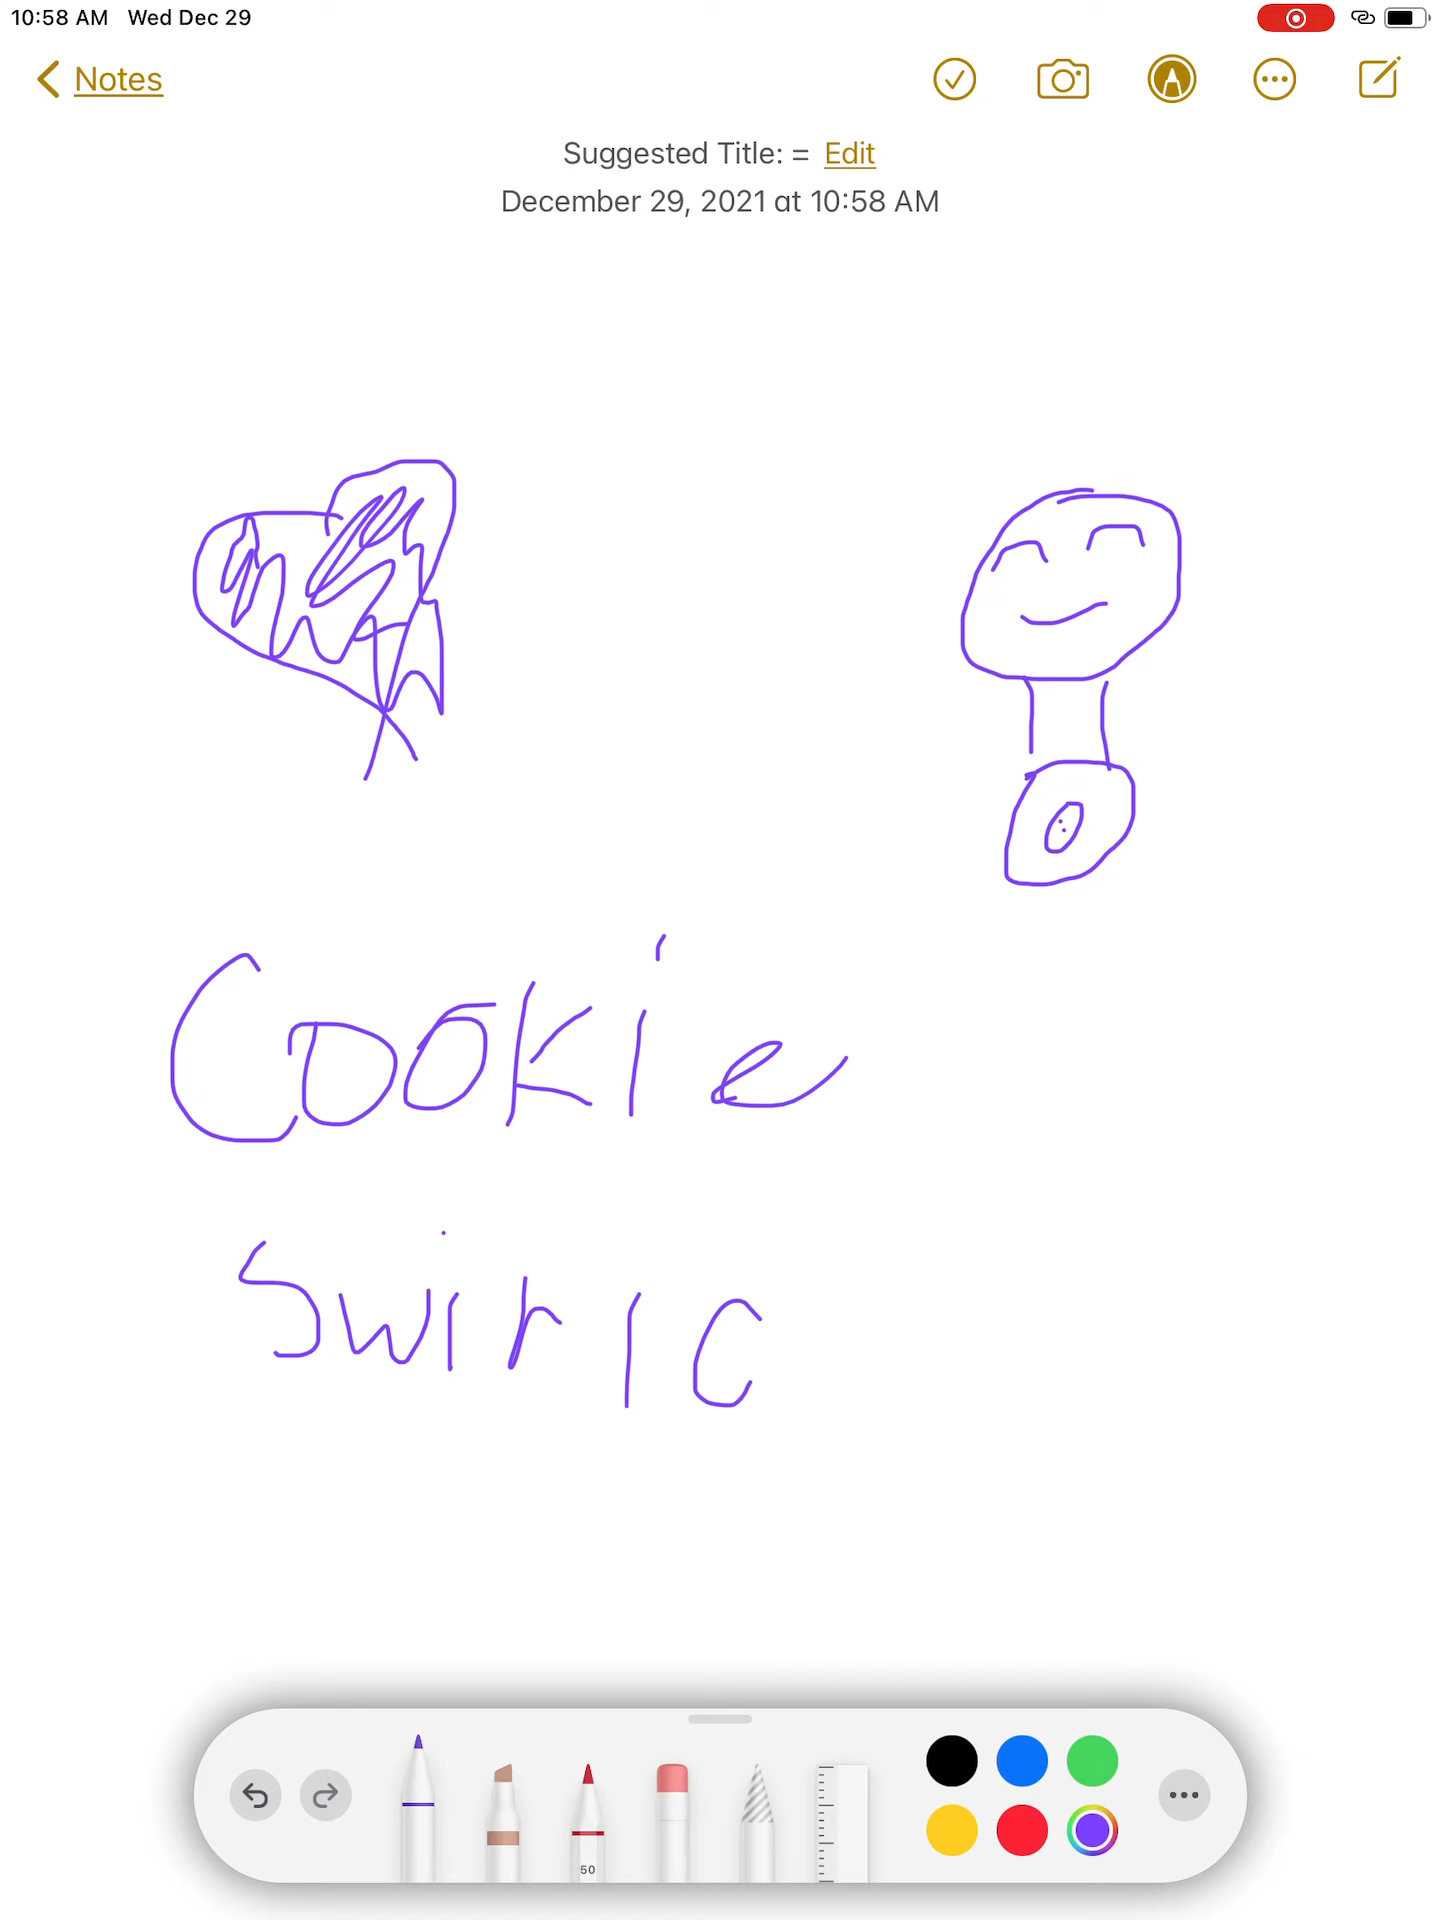 10:58 AM Wed Dec 29
Notes
Suggested Title: = Edit
December 29, 2021 at 10:58 AM
Cookie
swirlc
50